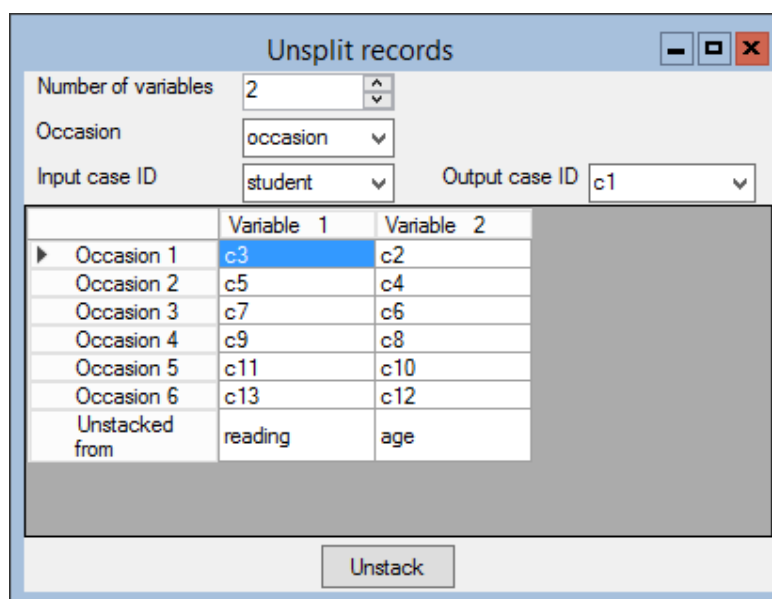 Unsplit records
Number of variables 2
Occasion occasion
Input case ID student Output case ID c1
Variable 1 Variable 2
Occasion 1 c3 c2
Occasion 2 c5 c4
Occasion 3 c7 c6
Occasion 4 c9 c8
Occasion 5 c11 c10
Occasion 6 c13 c12
Unstacked
from reading age
Unstack